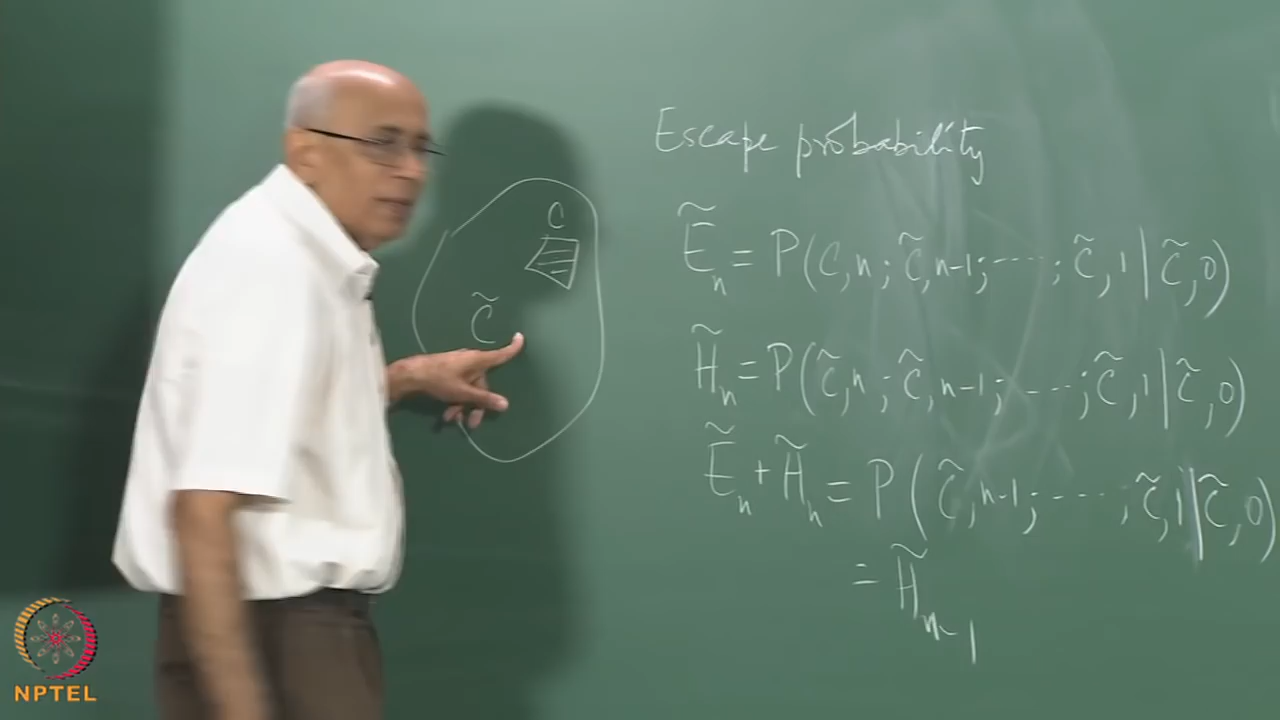 Escape probability
C
C̃
Ẽₙ = P(C, n; C̃, n-1; ----; C̃, 1 | C̃, 0)
H̃ₙ = P(C̃, n; C̃, n-1; ----; C̃, 1 | C̃, 0)
Ẽₙ + H̃ₙ = P(C̃, n-1; ----; C̃, 1 | C̃, 0)
= H̃ₙ₋₁
NPTEL